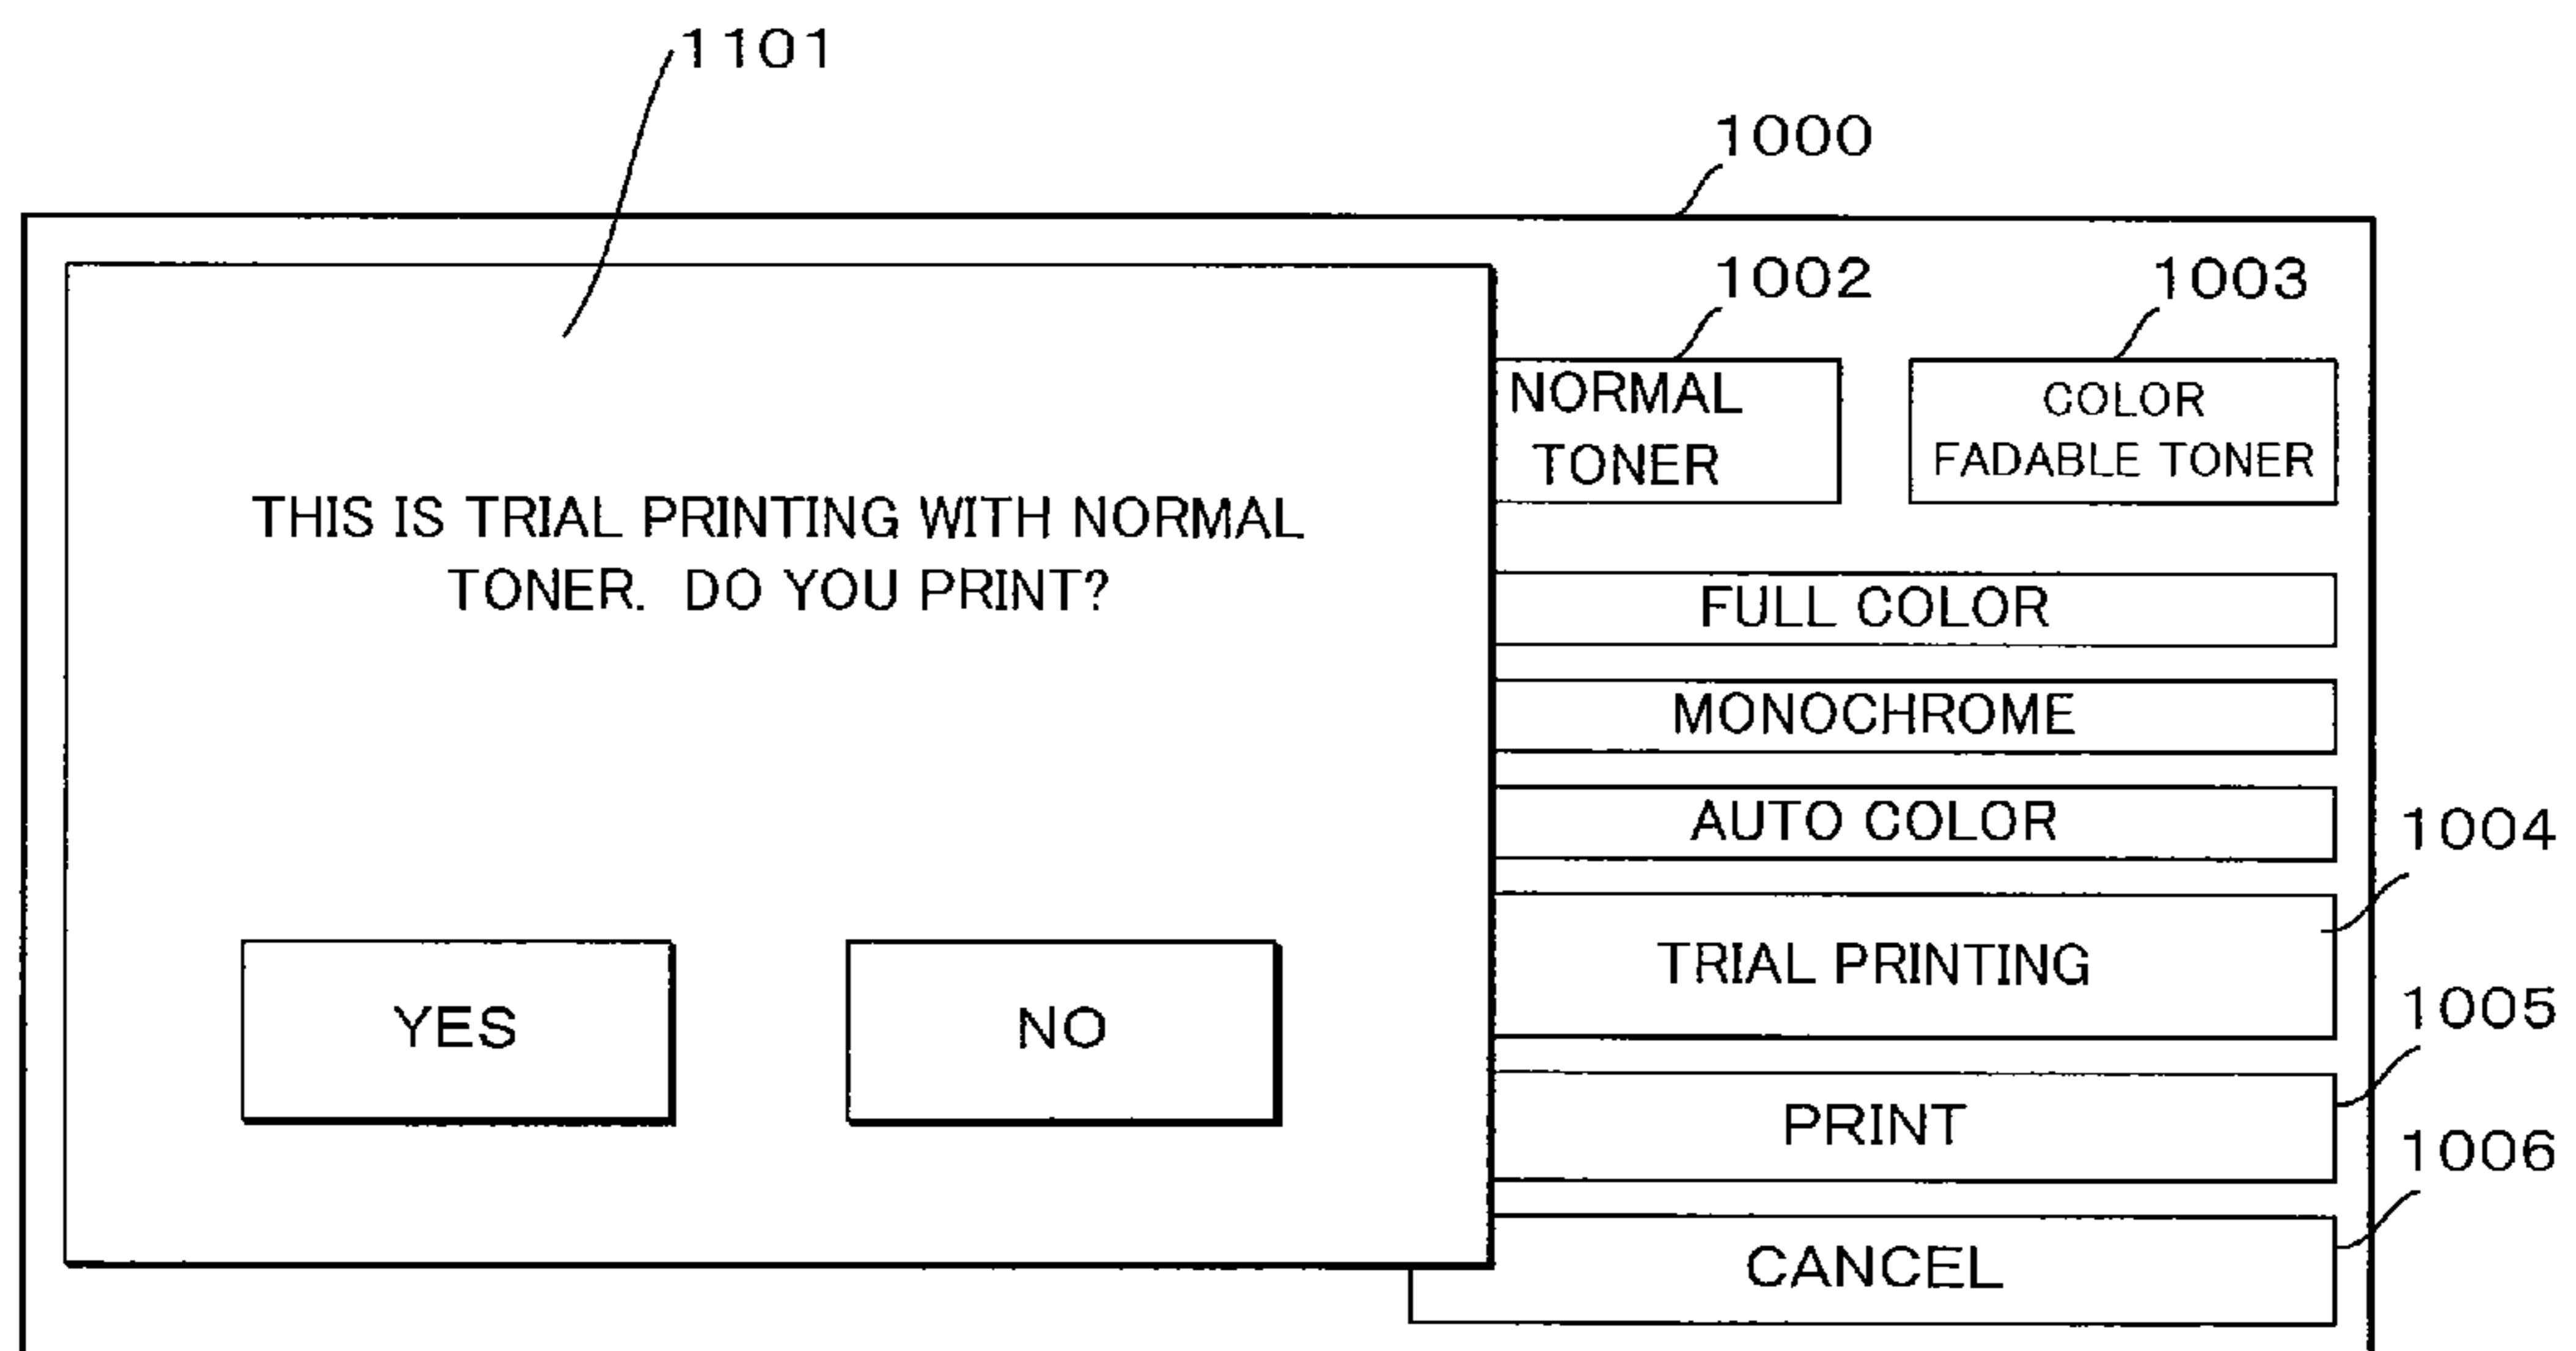 1101
1000
1002
1003
NORMAL
TONER
COLOR
FADABLE TONER
THIS IS TRIAL PRINTING WITH NORMAL
TONER. DO YOU PRINT?
FULL COLOR
MONOCHROME
AUTO COLOR
1004
TRIAL PRINTING
YES
NO
1005
PRINT
1006
CANCEL